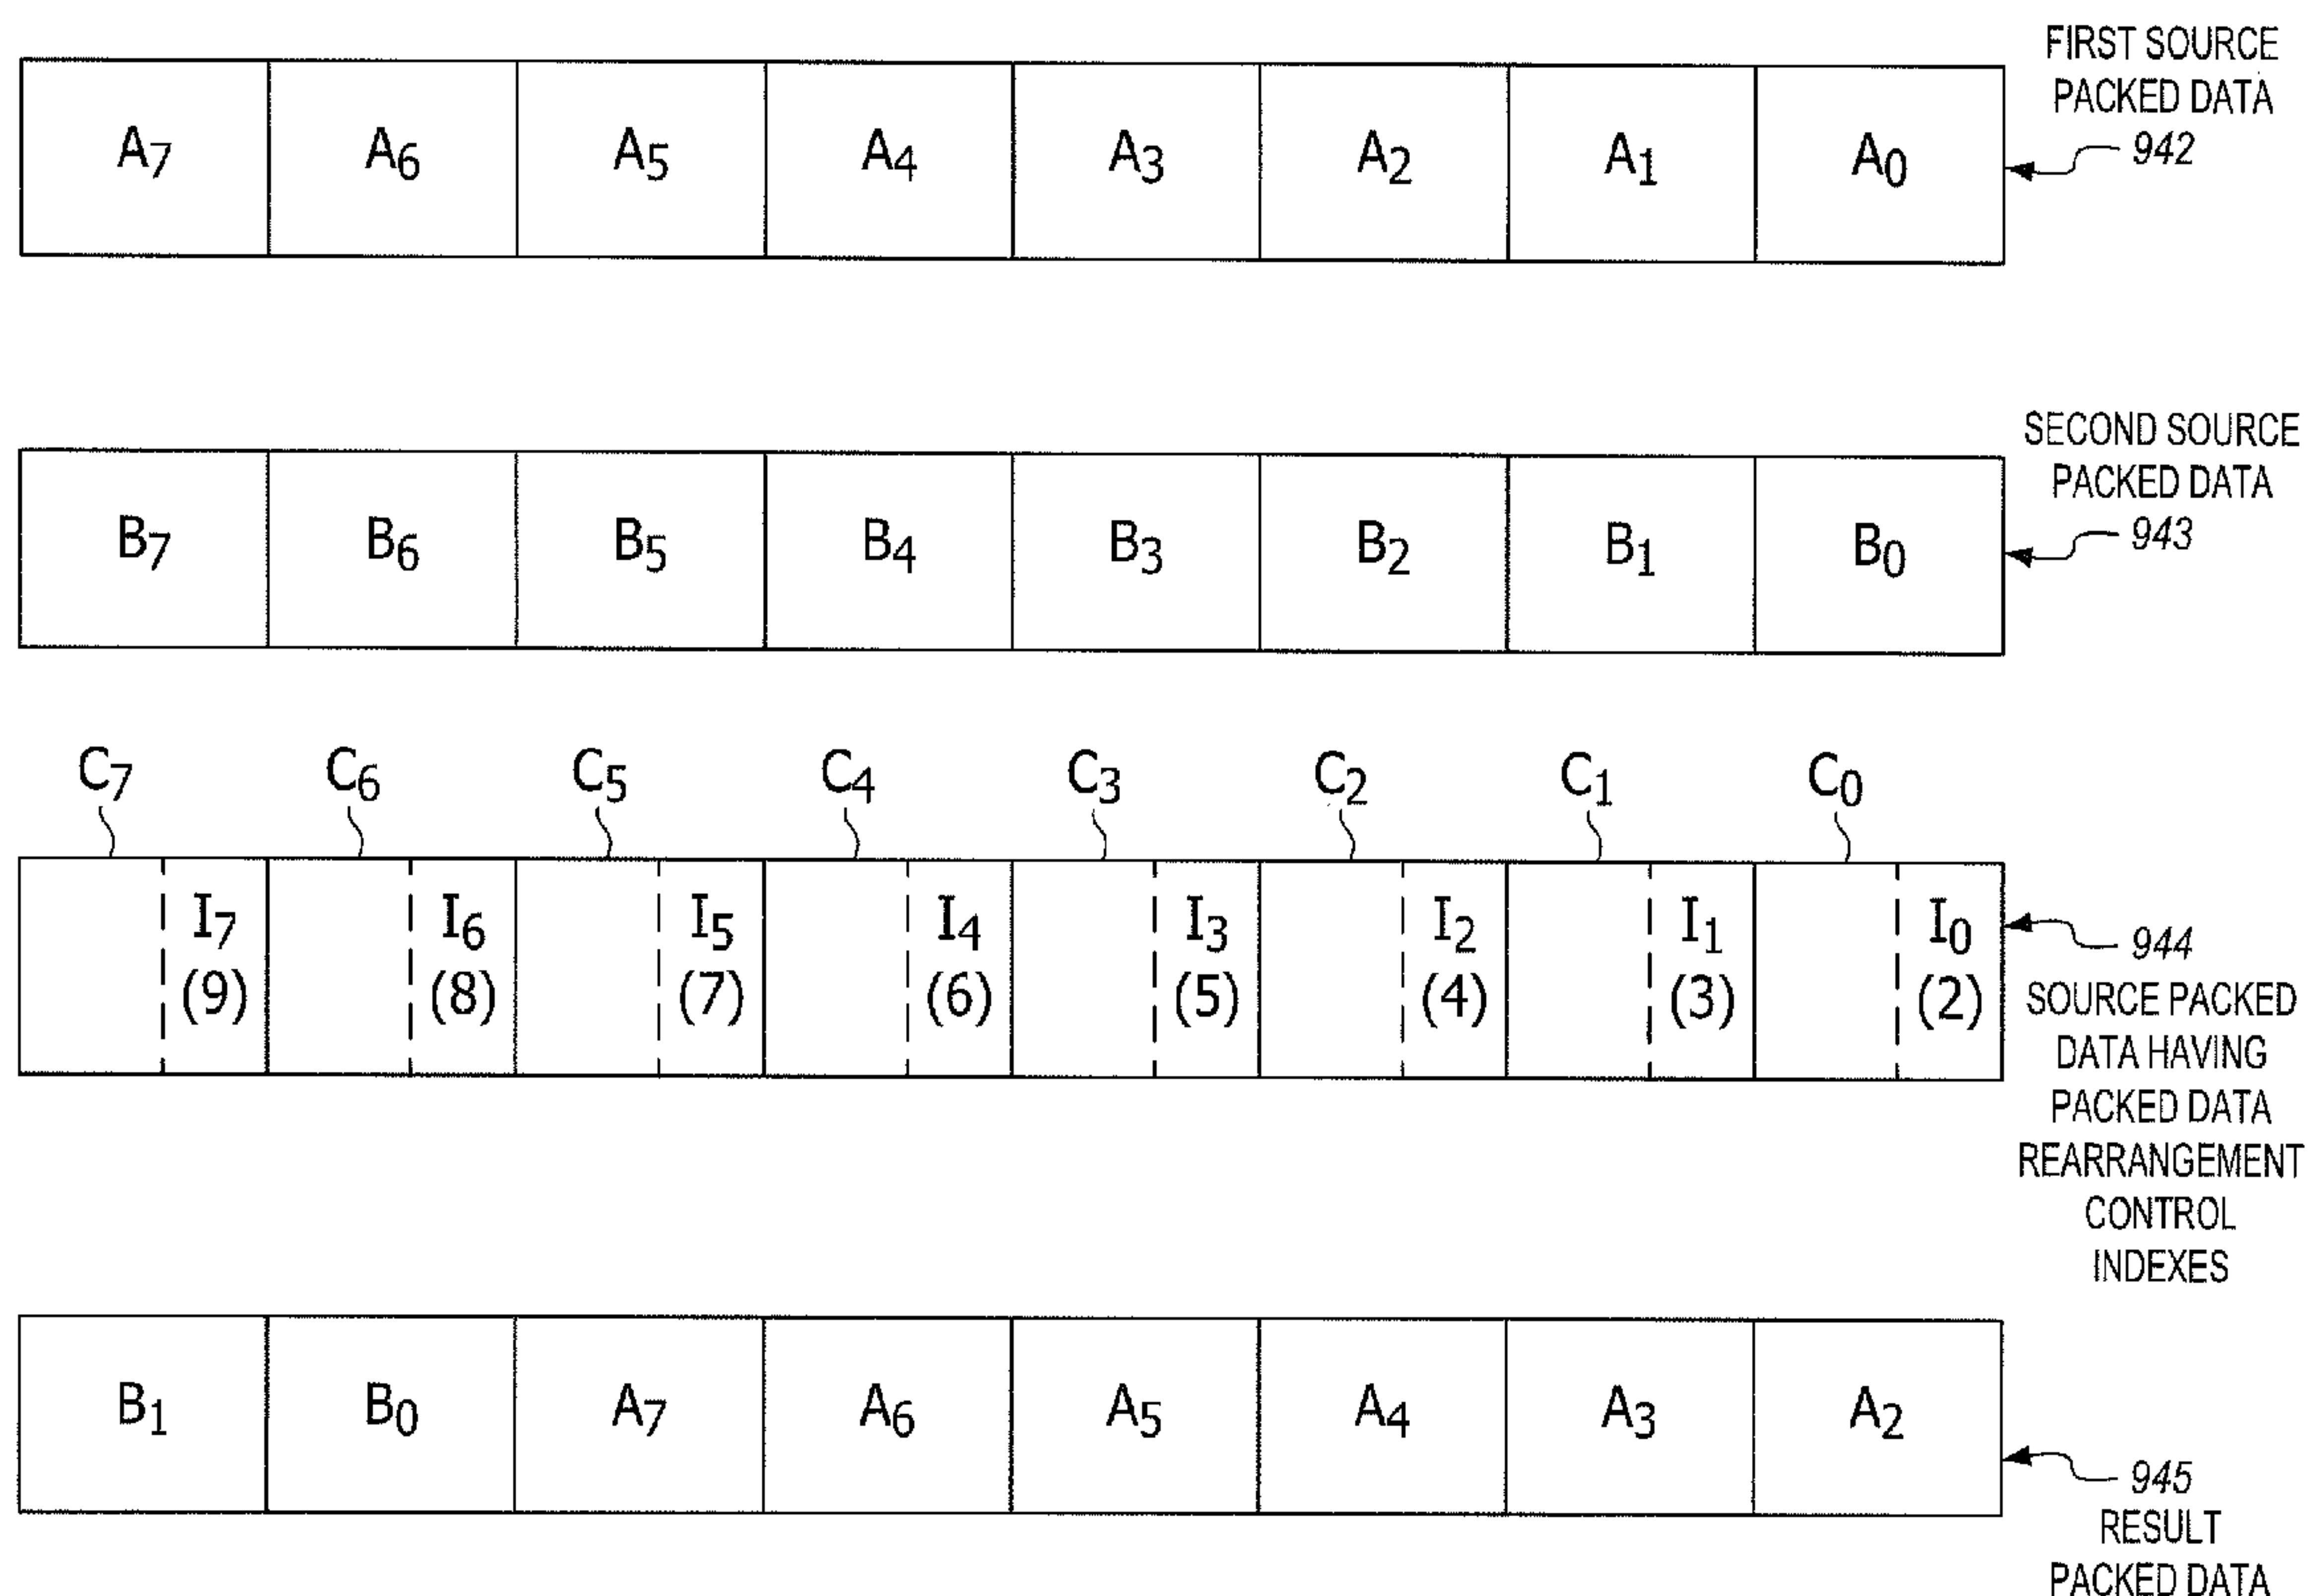 FIRST SOURCE
PACKED DATA
942
A7 A6 A5 A4 A3 A2 A1 A0
SECOND SOURCE
PACKED DATA
943
B7 B6 B5 B4 B3 B2 B1 B0
C7 C6 C5 C4 C3 C2 C1 C0
I7 I6 I5 I4 I3 I2 I1 I0
(9) (8) (7) (6) (5) (4) (3) (2)
944
SOURCE PACKED
DATA HAVING
PACKED DATA
REARRANGEMENT
CONTROL
INDEXES
B1 B0 A7 A6 A5 A4 A3 A2
945
RESULT
PACKED DATA